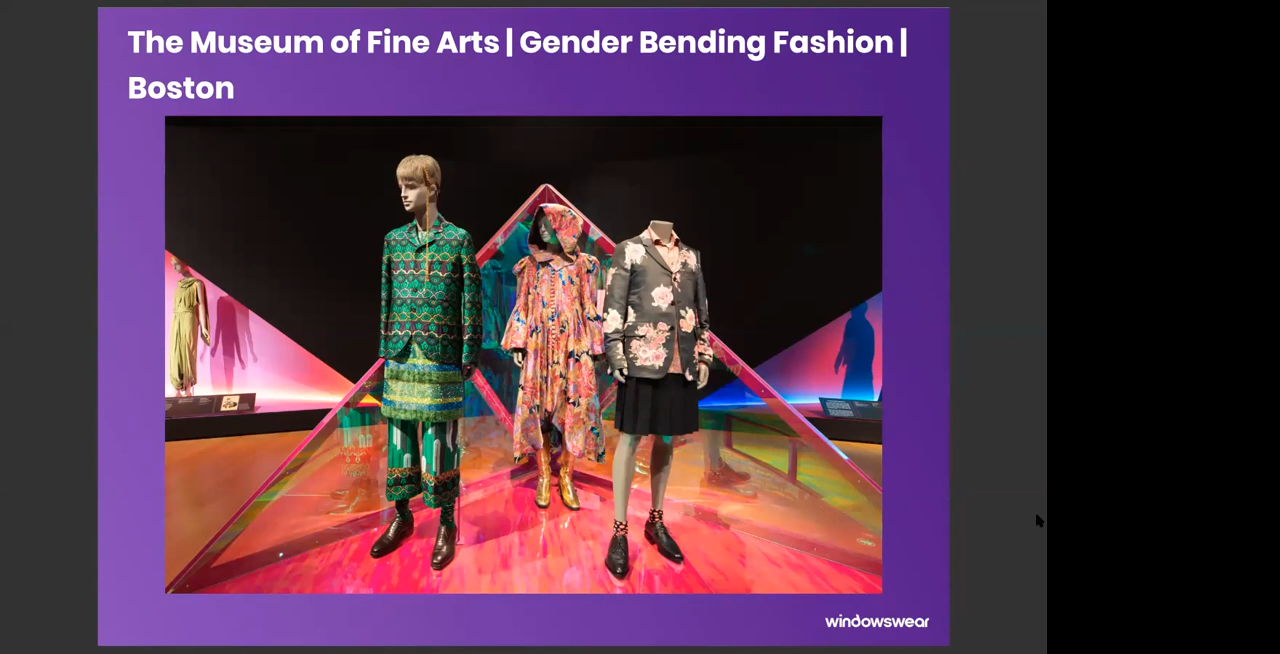 The Museum of Fine Arts | Gender Bending Fashion |
Boston
windowswear